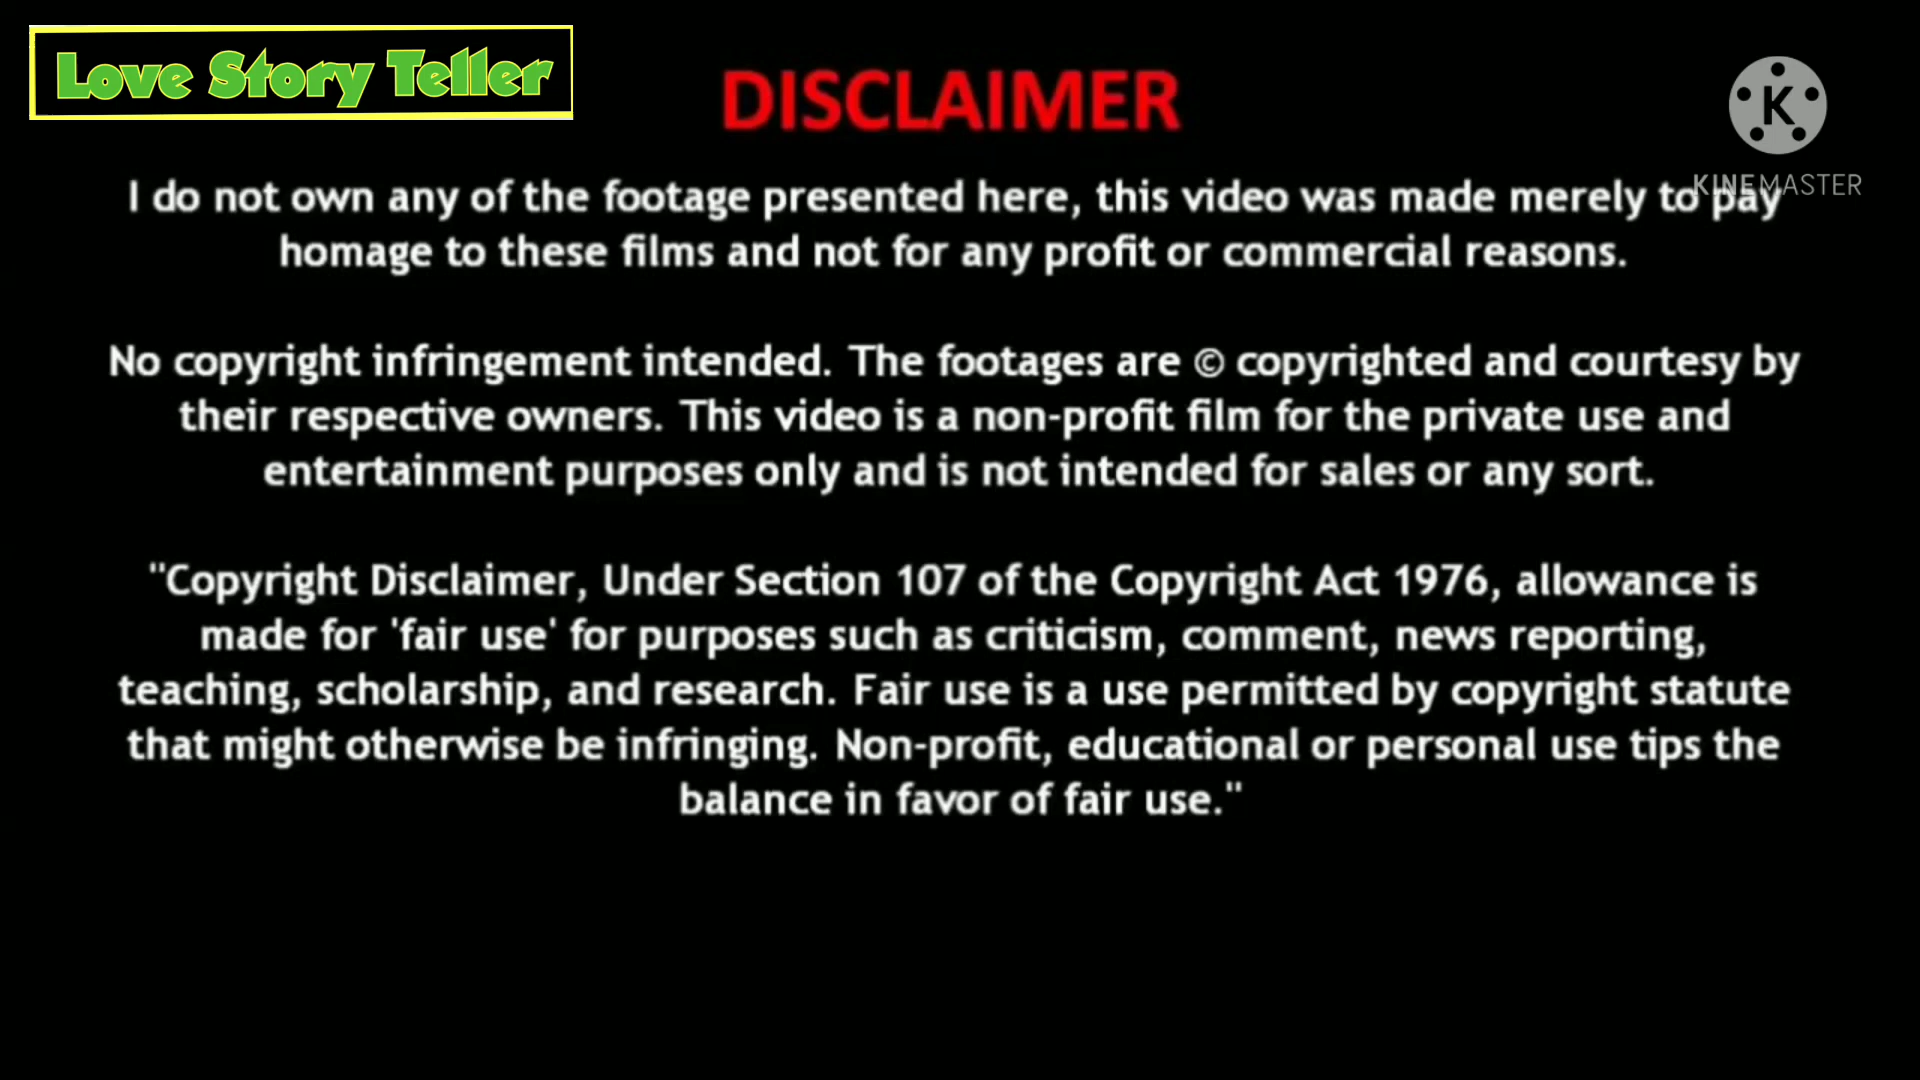 Love Story Teller
DISCLAIMER
KINEMASTER
I do not own any of the footage presented here, this video was made merely to pay
homage to these films and not for any profit or commercial reasons.
No copyright infringement intended. The footages are © copyrighted and courtesy by
their respective owners. This video is a non-profit film for the private use and
entertainment purposes only and is not intended for sales or any sort.
"Copyright Disclaimer, Under Section 107 of the Copyright Act 1976, allowance is
made for 'fair use' for purposes such as criticism, comment, news reporting,
teaching, scholarship, and research. Fair use is a use permitted by copyright statute
that might otherwise be infringing. Non-profit, educational or personal use tips the
balance in favor of fair use."